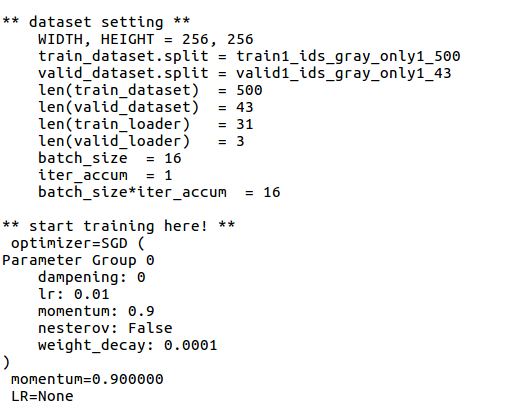 ** dataset setting **
WIDTH, HEIGHT = 256, 256
train_dataset.split = train1_ids_gray_only1_500
valid_dataset.split = valid1_ids_gray_only1_43
len(train_dataset)  = 500
len(valid_dataset)  = 43
len(train_loader)   = 31
len(valid_loader)   = 3
batch_size  = 16
iter_accum  = 1
batch_size*iter_accum  = 16
** start training here! **
optimizer=SGD (
Parameter Group 0
dampening: 0
lr: 0.01
momentum: 0.9
nesterov: False
weight_decay: 0.0001
)
momentum=0.900000
LR=None